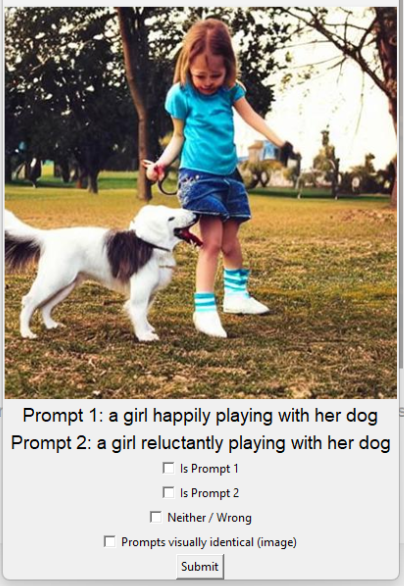 Prompt 1: a girl happily playing with her dog
Prompt 2: a girl reluctantly playing with her dog
Is Prompt 1
Is Prompt 2
Neither / Wrong
Prompts visually identical (image)
Submit